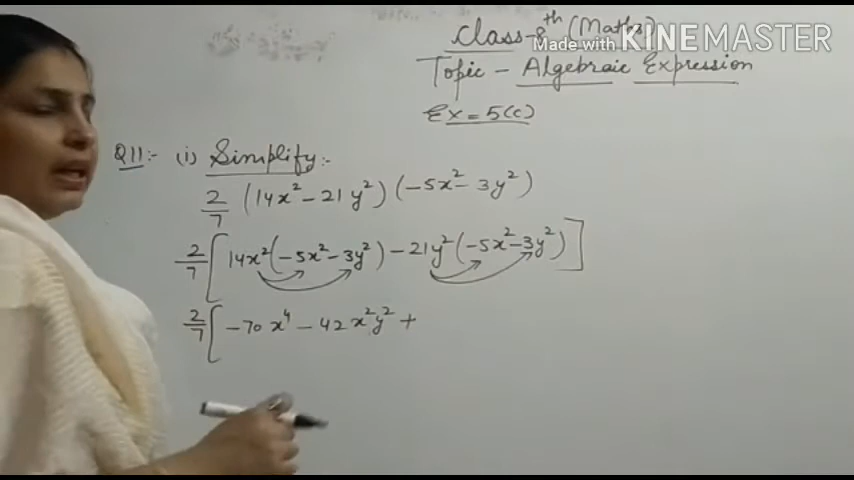 Class-8th (Maths)
Made with KINEMASTER
Topic - Algebraic Expression
Ex = 5(c)
Q11:- (i) Simplify:-
2/7 (14x² - 21y²) (-5x² - 3y²)
2/7 [14x²(-5x² - 3y²) - 21y²(-5x² - 3y²)]
2/7 [-70x⁴ - 42x²y² +